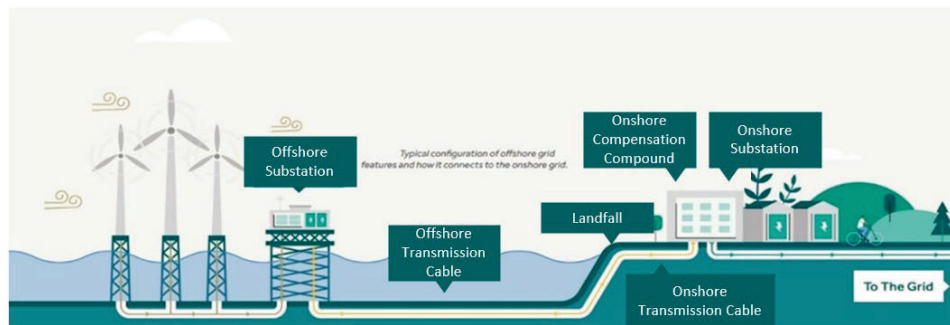 Offshore
Substation
Typical configuration of offshore grid
features and how it connects to the onshore grid.
Onshore
Compensation
Compound
Onshore
Substation
Landfall
Offshore
Transmission
Cable
Onshore
Transmission Cable
To The Grid